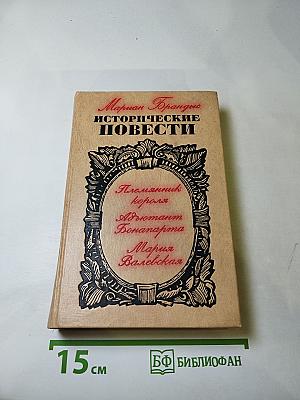 Мариан Брандыс
ИСТОРИЧЕСКИЕ
ПОВЕСТИ
Племянник
короля
Адъютант
Бонапарта
Мария
Валевская
15 см
БФ БИБЛИОФАН